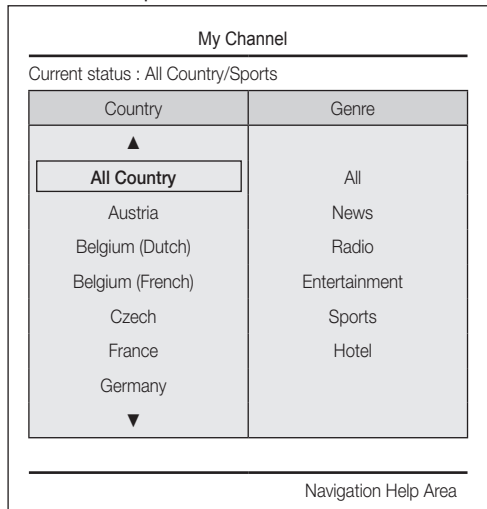 My Channel
Current status : All Country/Sports
Country Genre
▲
All Country All
Austria News
Belgium (Dutch) Radio
Belgium (French) Entertainment
Czech Sports
France Hotel
Germany
▼
Navigation Help Area